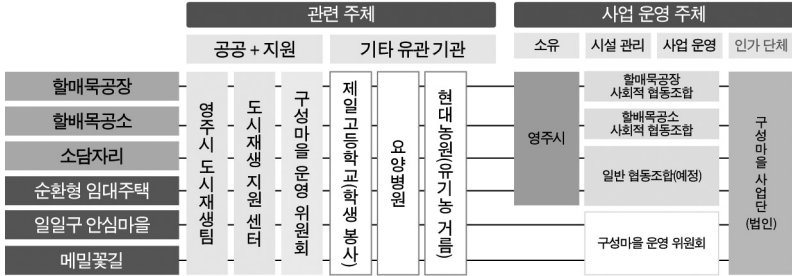 관련 주체
사업 운영 주체
공공 + 지원
기타 유관 기관
소유
시설 관리
사업 운영
인가 단체
할매묵공장
할배목공소
소담자리
순환형 임대주택
일일구 안심마을
메밀꽃길
영주시 도시재생팀
도시재생 지원 센터
구성마을 운영 위원회
제일고등학교(학생 봉사)
요양병원
현대농원(유기농 거름)
영주시
할매묵공장
사회적 협동조합
할배목공소
사회적 협동조합
일반 협동조합(예정)
구성마을 운영 위원회
구성마을 사업단
(법인)